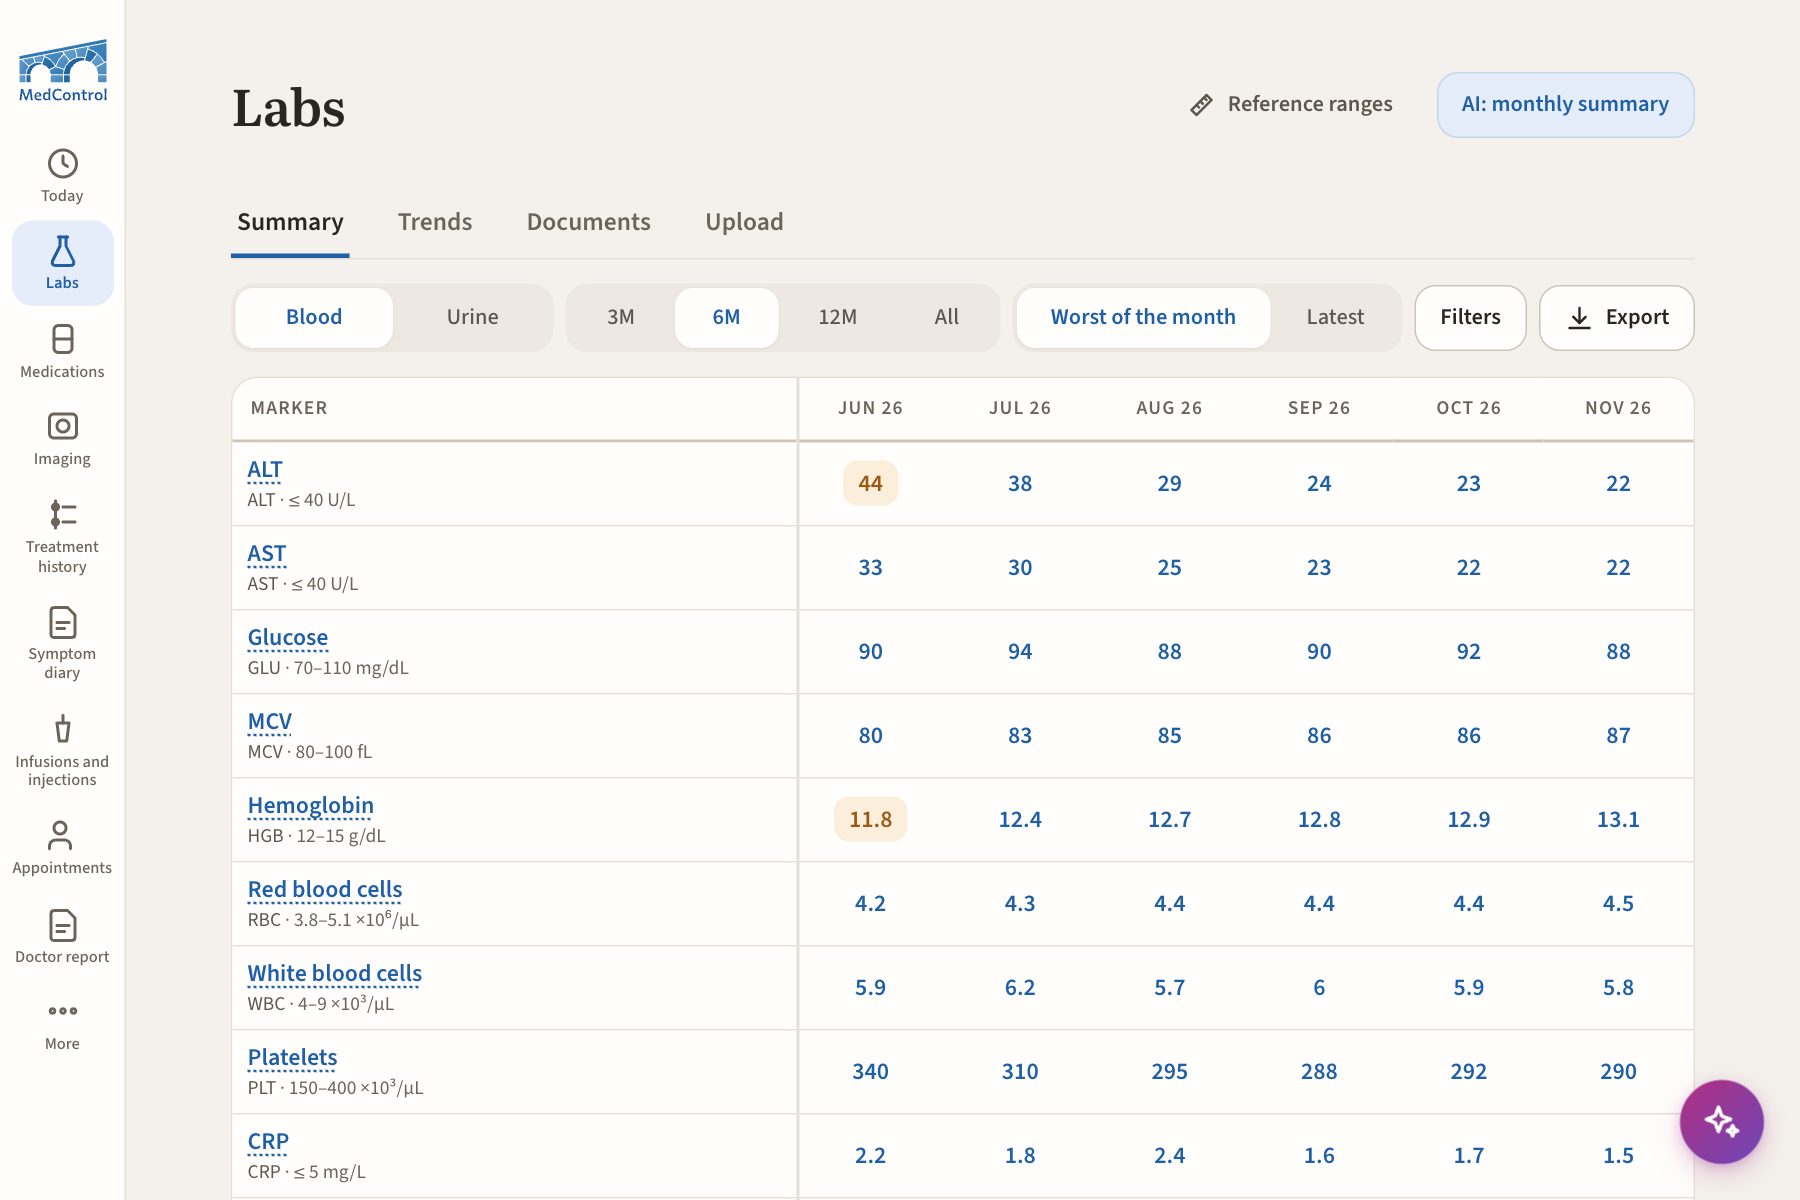 MedControl
Today
Labs
Medications
Imaging
Treatment
history
Symptom
diary
Infusions and
injections
Appointments
Doctor report
More
Labs
Reference ranges
AI: monthly summary
Summary Trends Documents Upload
Blood Urine 3M 6M 12M All Worst of the month Latest Filters Export
MARKER JUN 26 JUL 26 AUG 26 SEP 26 OCT 26 NOV 26
ALT
ALT · ≤ 40 U/L
44 38 29 24 23 22
AST
AST · ≤ 40 U/L
33 30 25 23 22 22
Glucose
GLU · 70–110 mg/dL
90 94 88 90 92 88
MCV
MCV · 80–100 fL
80 83 85 86 86 87
Hemoglobin
HGB · 12–15 g/dL
11.8 12.4 12.7 12.8 12.9 13.1
Red blood cells
RBC · 3.8–5.1 ×10⁶/µL
4.2 4.3 4.4 4.4 4.4 4.5
White blood cells
WBC · 4–9 ×10³/µL
5.9 6.2 5.7 6 5.9 5.8
Platelets
PLT · 150–400 ×10³/µL
340 310 295 288 292 290
CRP
CRP · ≤ 5 mg/L
2.2 1.8 2.4 1.6 1.7 1.5